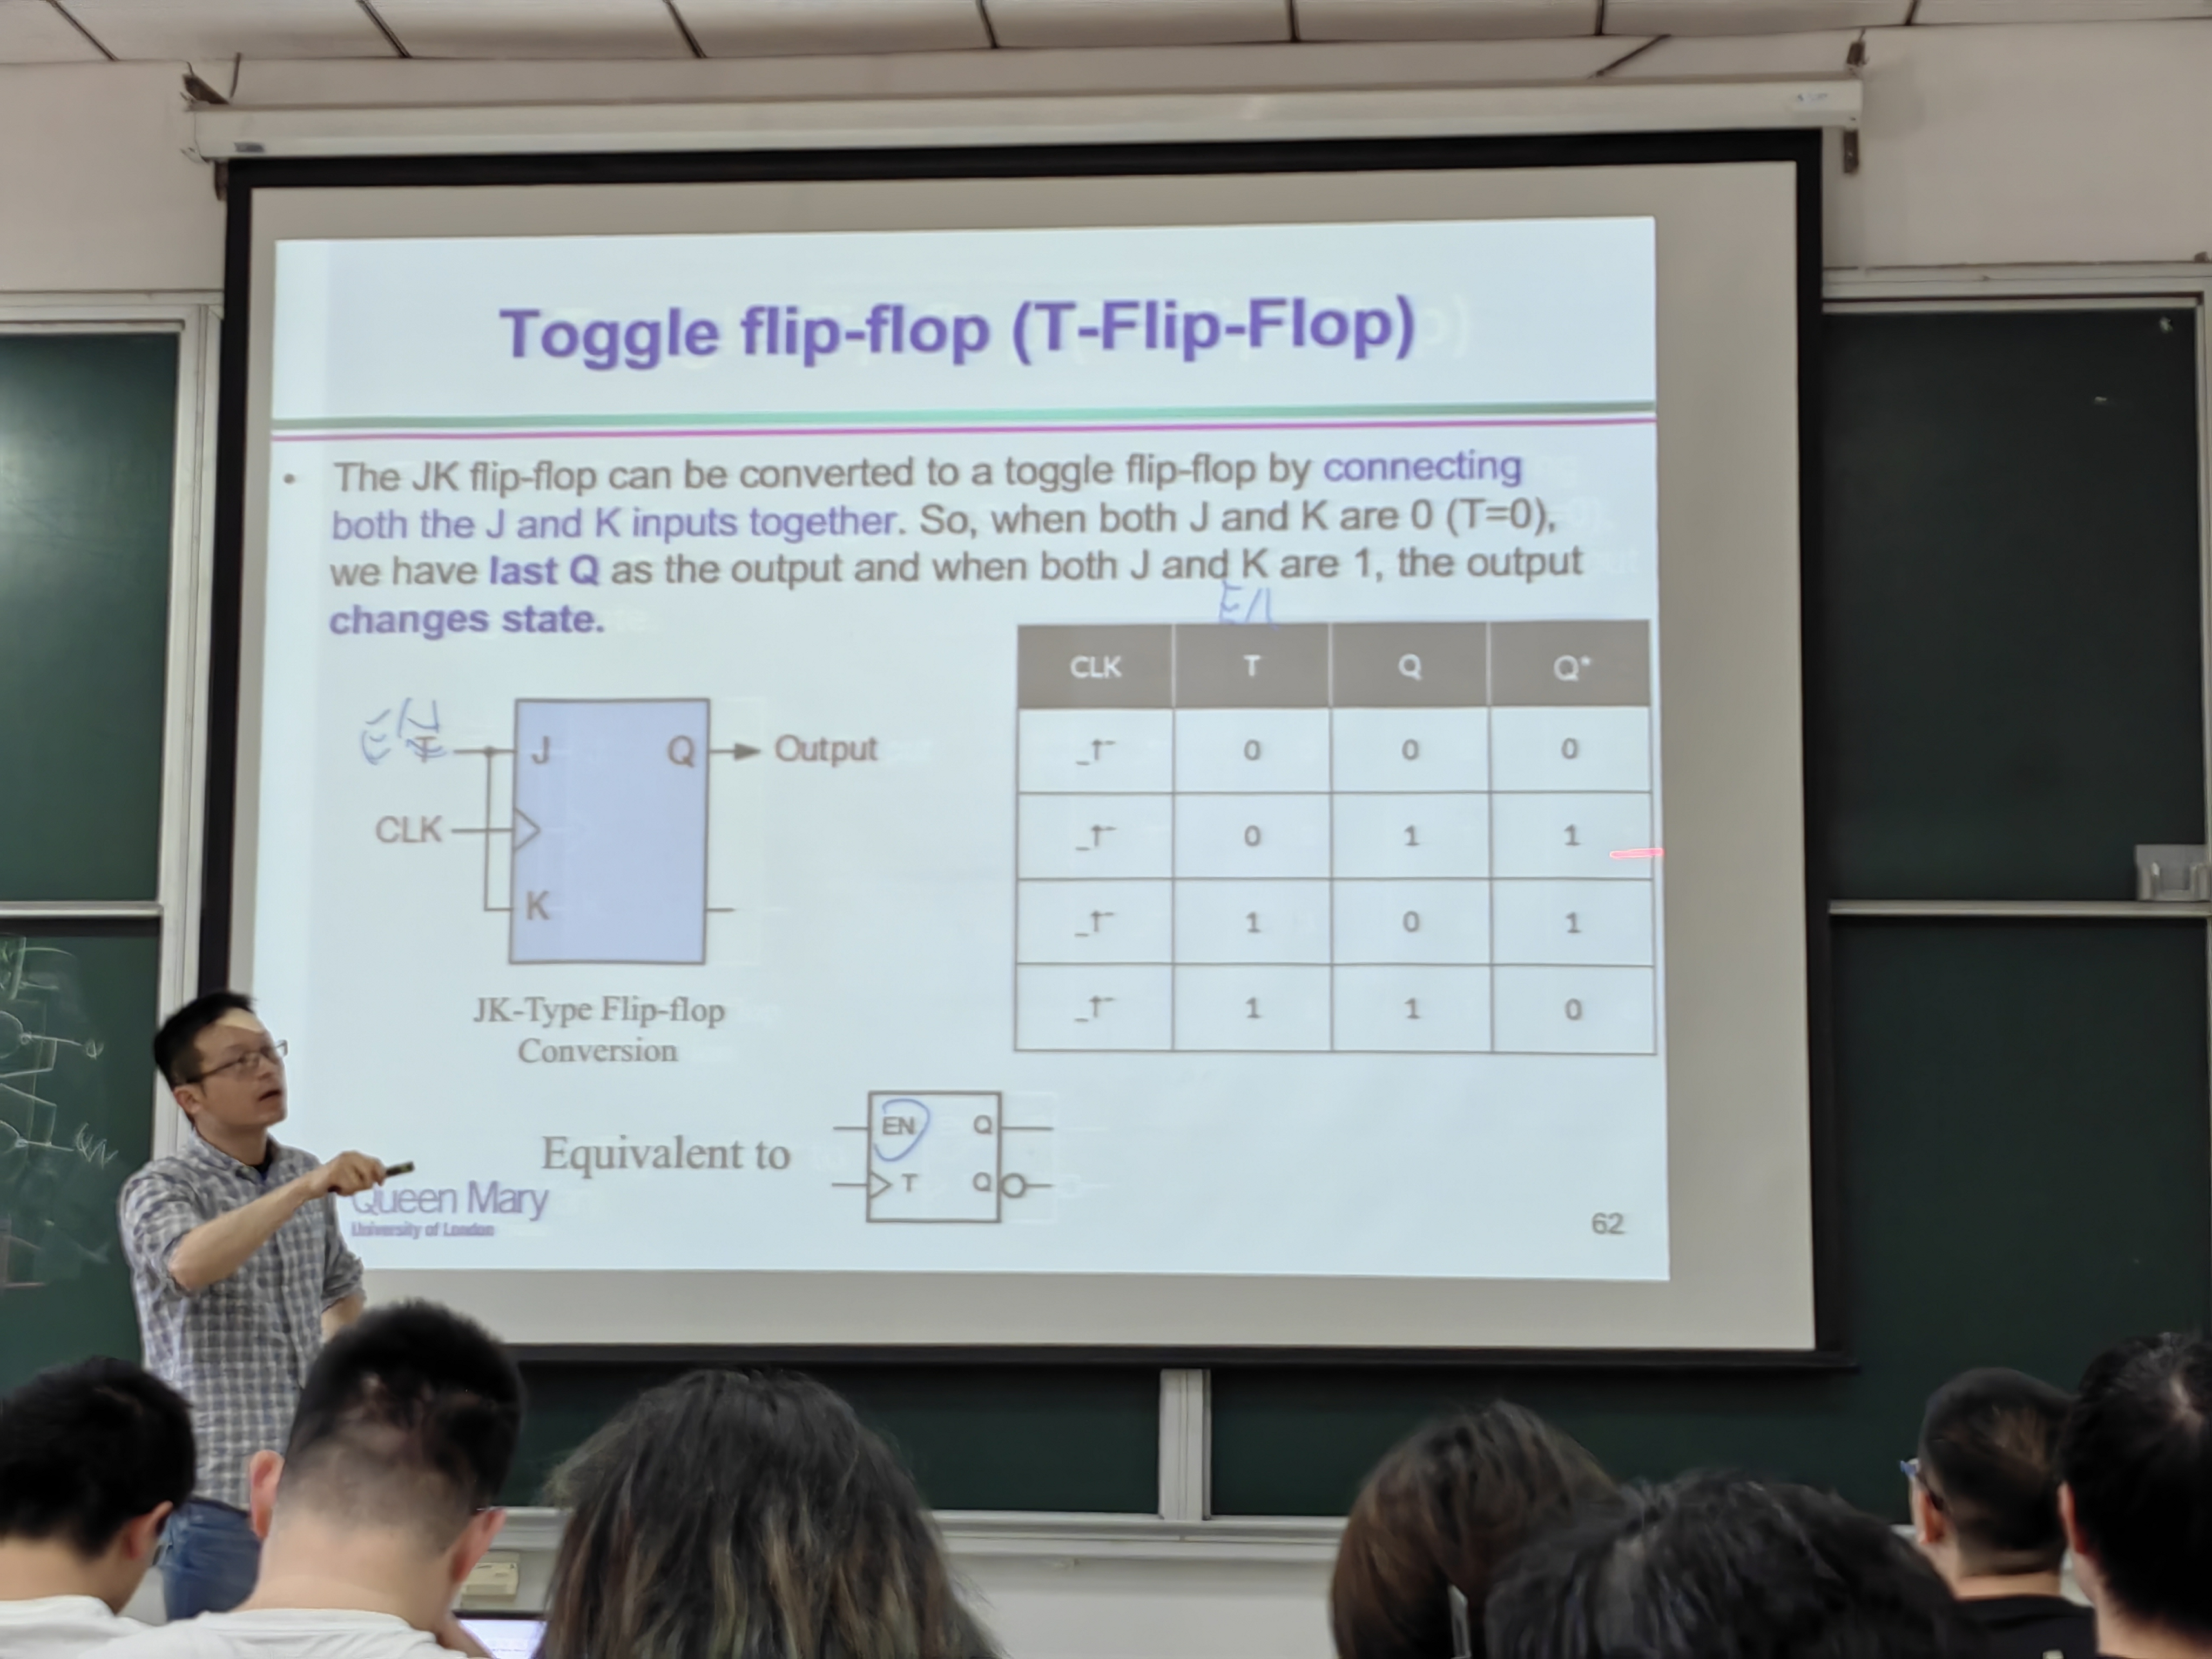 Toggle flip-flop (T-Flip-Flop)
• The JK flip-flop can be converted to a toggle flip-flop by connecting
both the J and K inputs together. So, when both J and K are 0 (T=0),
we have last Q as the output and when both J and K are 1, the output
changes state.
EN
CLK T Q Q*
0 0 0
0 1 1
1 0 1
1 1 0
EN
T
J Q Output
CLK
K
JK-Type Flip-flop
Conversion
Equivalent to
EN Q
T Q
Queen Mary
University of London
62